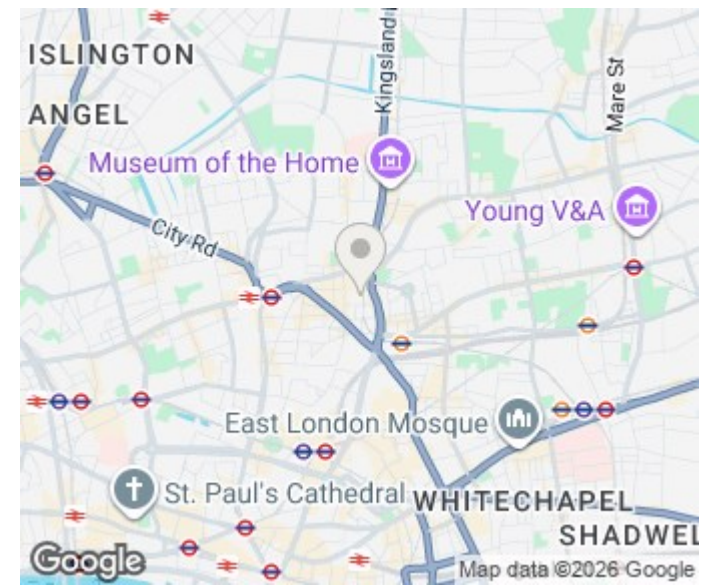 ISLINGTON
ANGEL
Kingsland
Mare St
Museum of the Home
Young V&A
City Rd
East London Mosque
St. Paul's Cathedral
WHITECHAPEL
SHADWEL
Google
Map data ©2026 Google